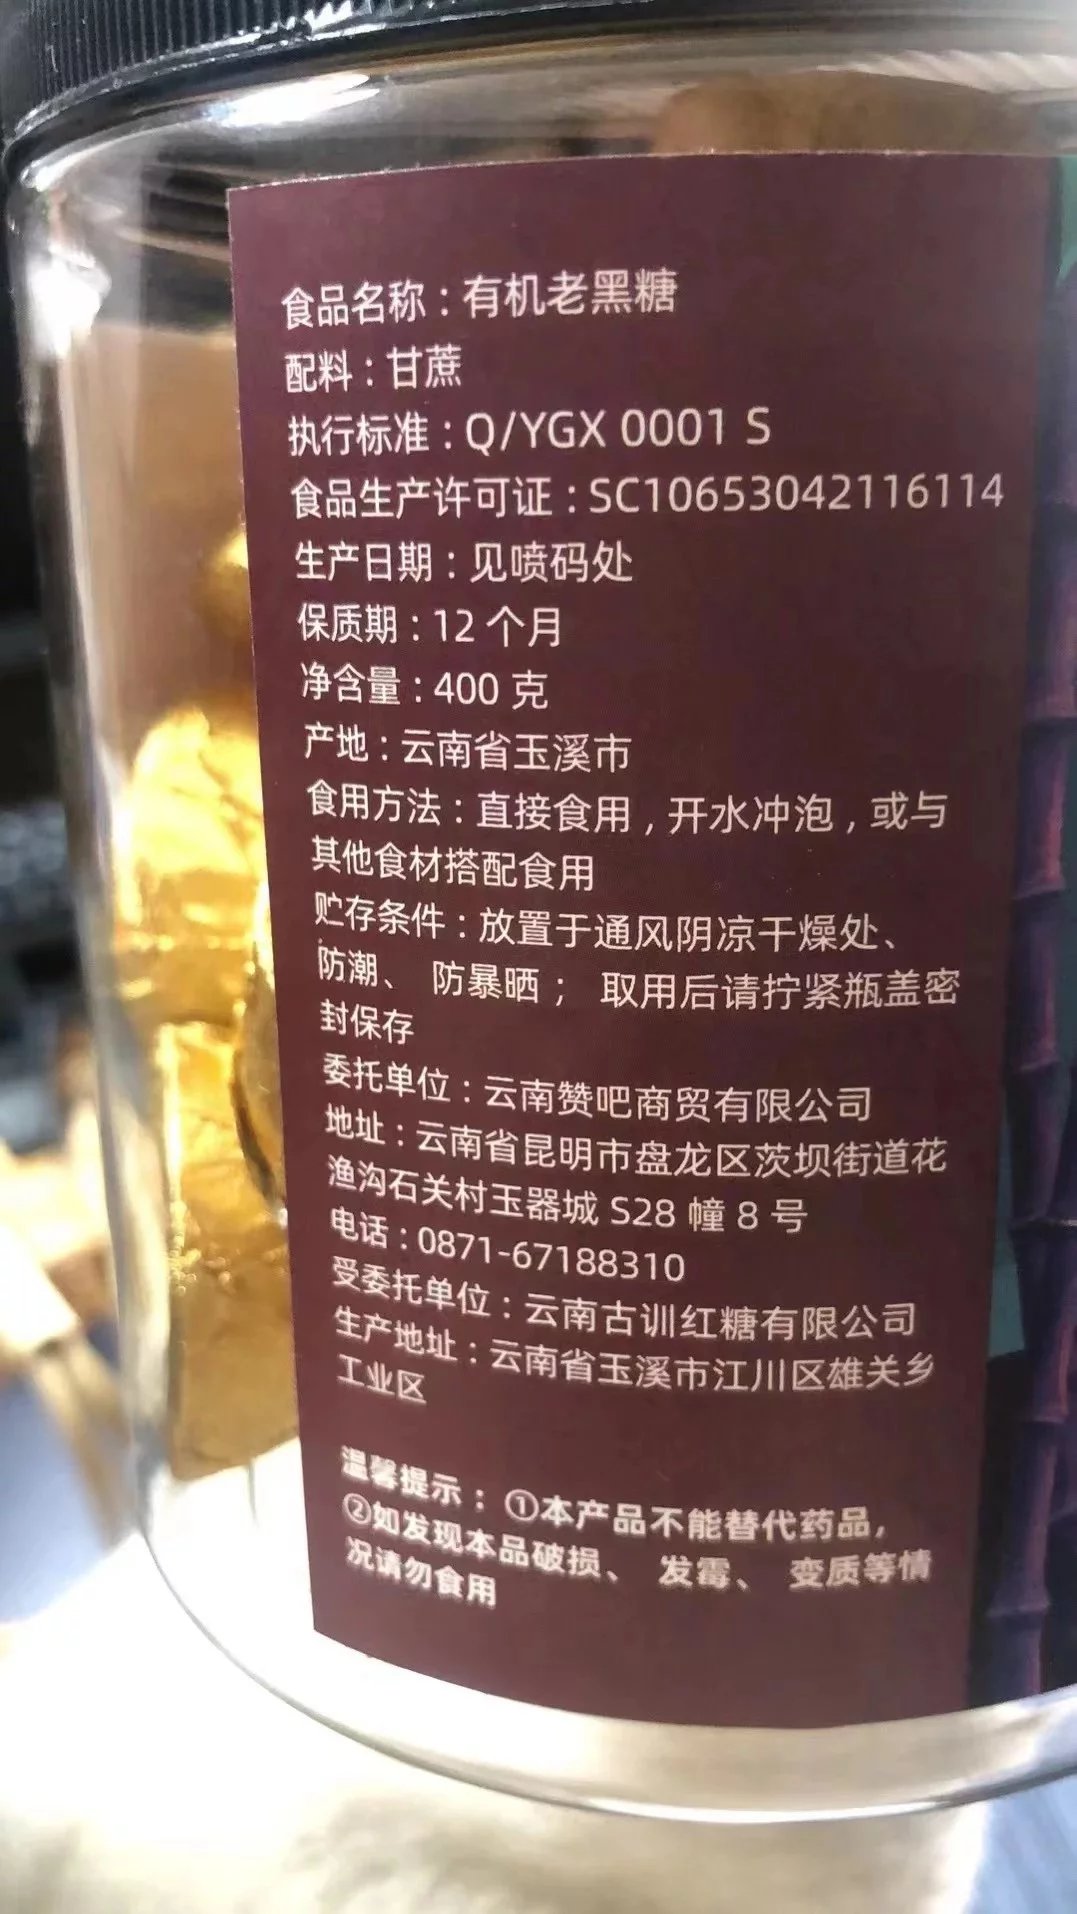 食品名称：有机老黑糖
配料：甘蔗
执行标准：Q/YGX 0001 S
食品生产许可证：SC10653042116114
生产日期：见喷码处
保质期：12 个月
净含量：400 克
产地：云南省玉溪市
食用方法：直接食用，开水冲泡，或与
其他食材搭配食用
贮存条件：放置于通风阴凉干燥处、
防潮、 防暴晒； 取用后请拧紧瓶盖密
封保存
委托单位：云南赞吧商贸有限公司
地址：云南省昆明市盘龙区茨坝街道花
渔沟石关村玉器城 S28 幢 8 号
电话：0871-67188310
受委托单位：云南古训红糖有限公司
生产地址：云南省玉溪市江川区雄关乡
工业区
温馨提示：①本产品不能替代药品，
②如发现本品破损、 发霉、 变质等情
况请勿食用